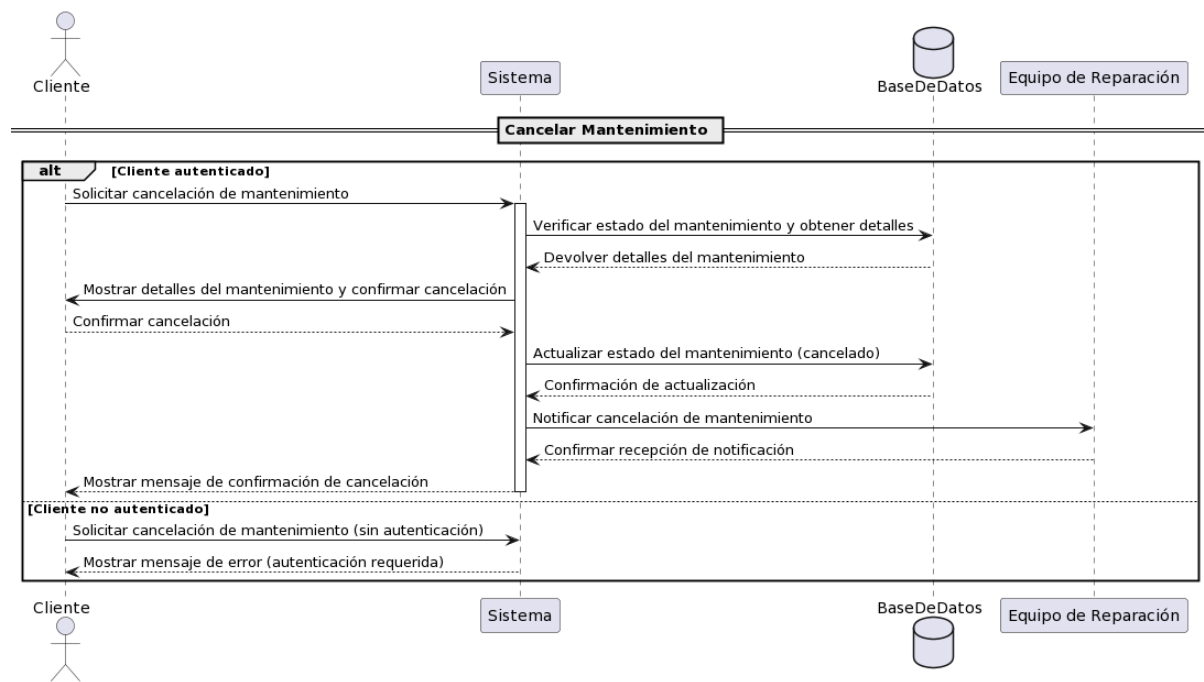 Cliente
Sistema
BaseDeDatos
Equipo de Reparación
Cancelar Mantenimiento
alt
[Cliente autenticado]
Solicitar cancelación de mantenimiento
Verificar estado del mantenimiento y obtener detalles
Devolver detalles del mantenimiento
Mostrar detalles del mantenimiento y confirmar cancelación
Confirmar cancelación
Actualizar estado del mantenimiento (cancelado)
Confirmación de actualización
Notificar cancelación de mantenimiento
Confirmar recepción de notificación
Mostrar mensaje de confirmación de cancelación
[Cliente no autenticado]
Solicitar cancelación de mantenimiento (sin autenticación)
Mostrar mensaje de error (autenticación requerida)
Cliente
Sistema
BaseDeDatos
Equipo de Reparación